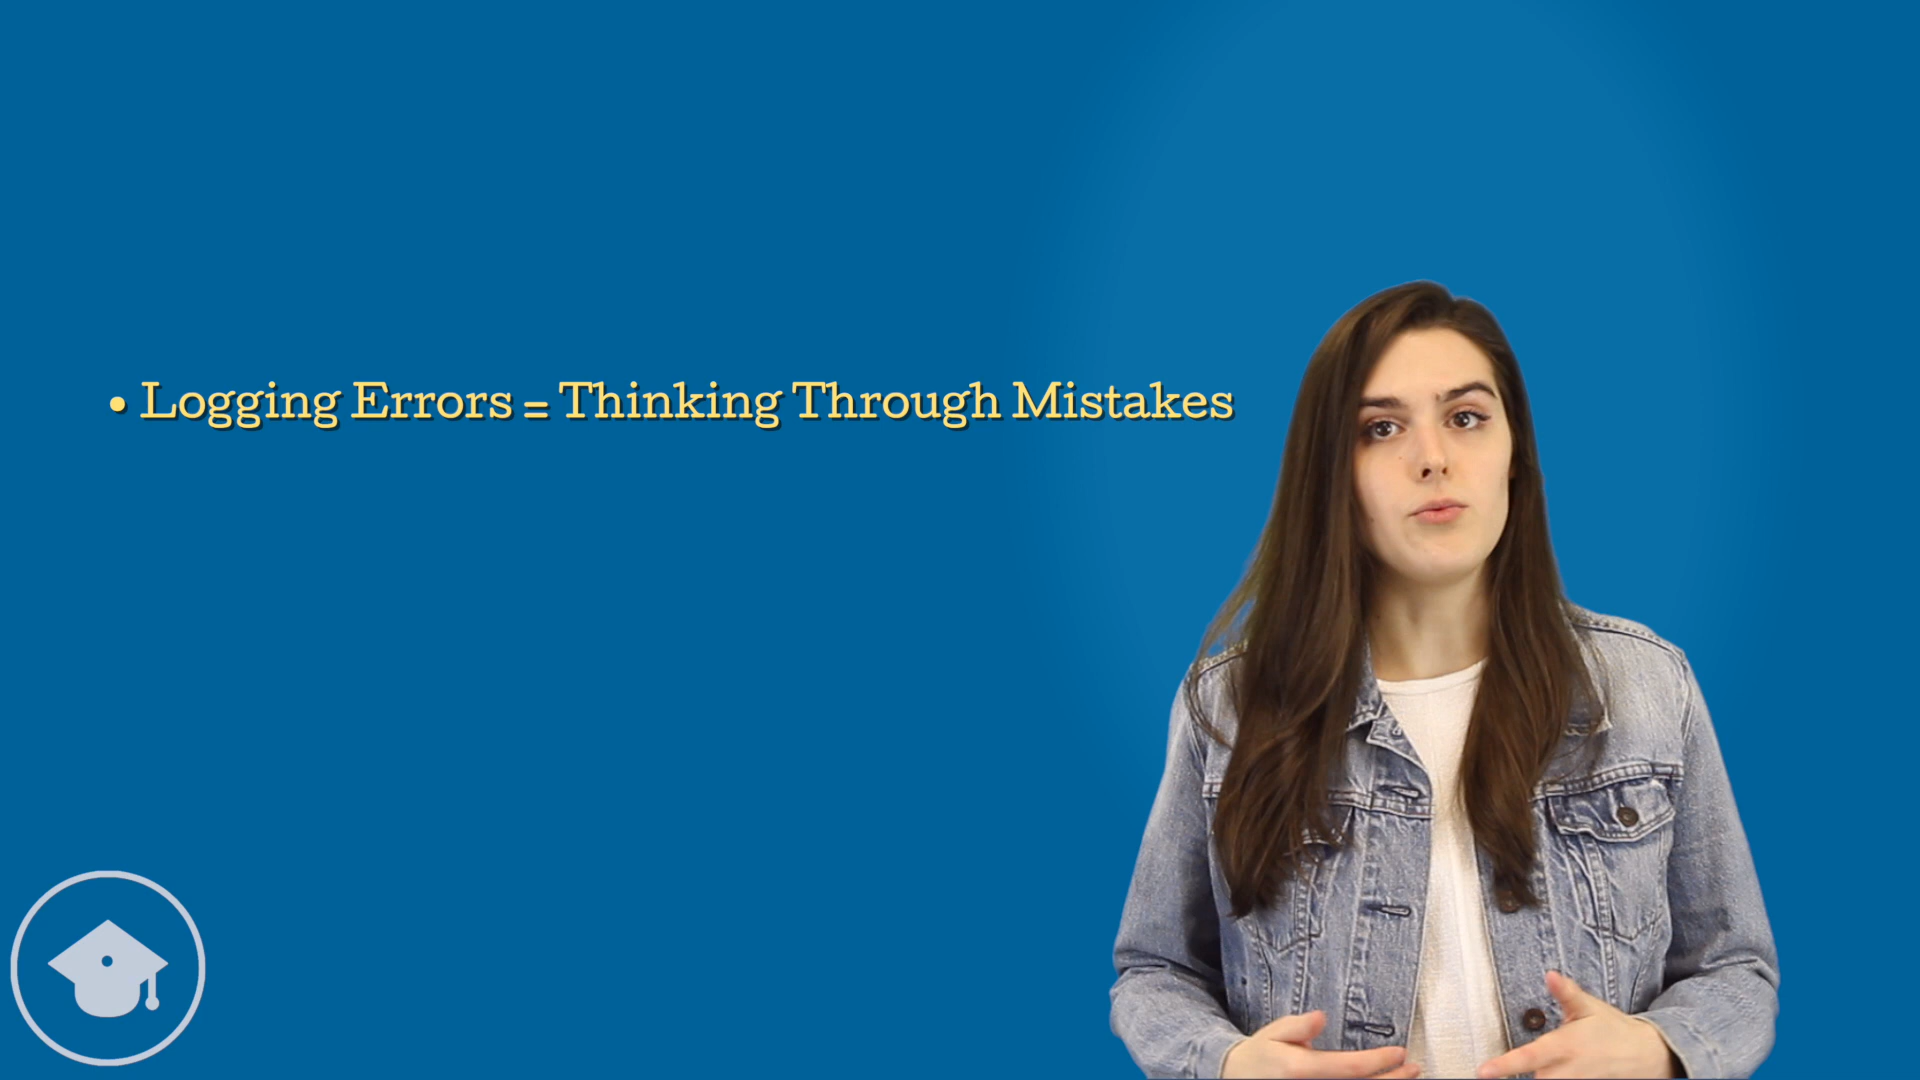 • Logging Errors = Thinking Through Mistakes